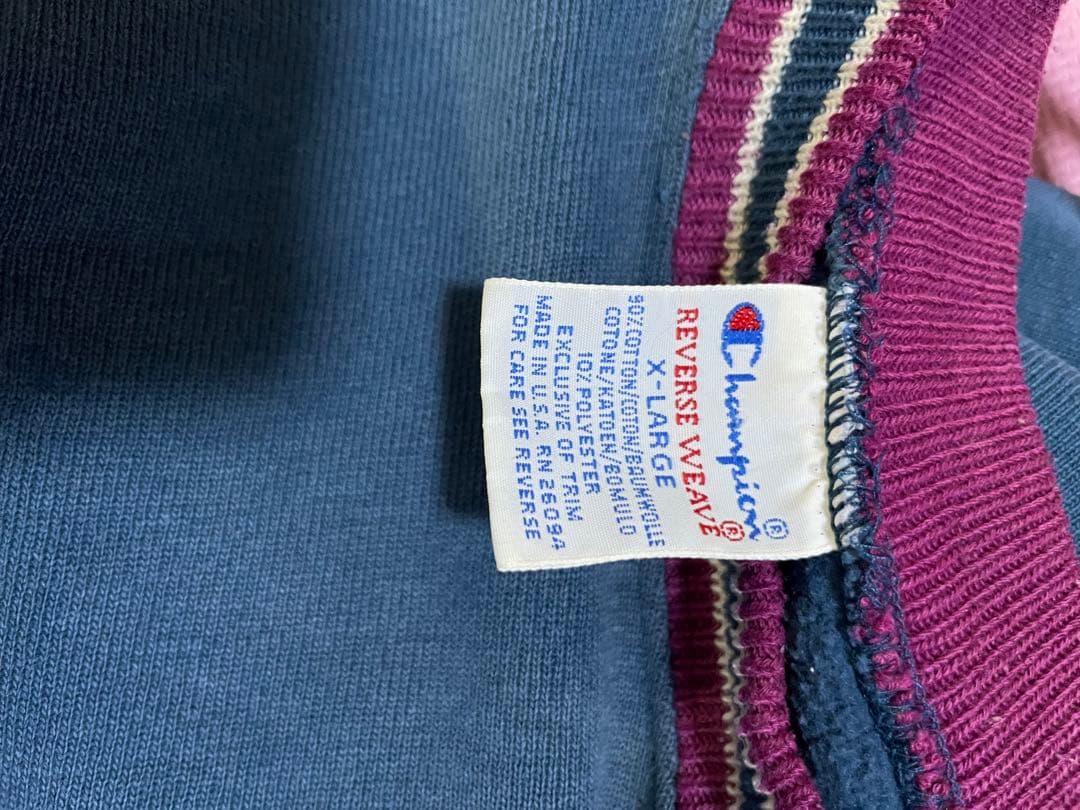 Champion®
REVERSE WEAVE®
X-LARGE
90%COTTON/COTON/BAUMWOLLE
COTONE/KATOEN/BOMULD
10% POLYESTER
EXCLUSIVE OF TRIM
MADE IN U.S.A. RN 26094
FOR CARE SEE REVERSE